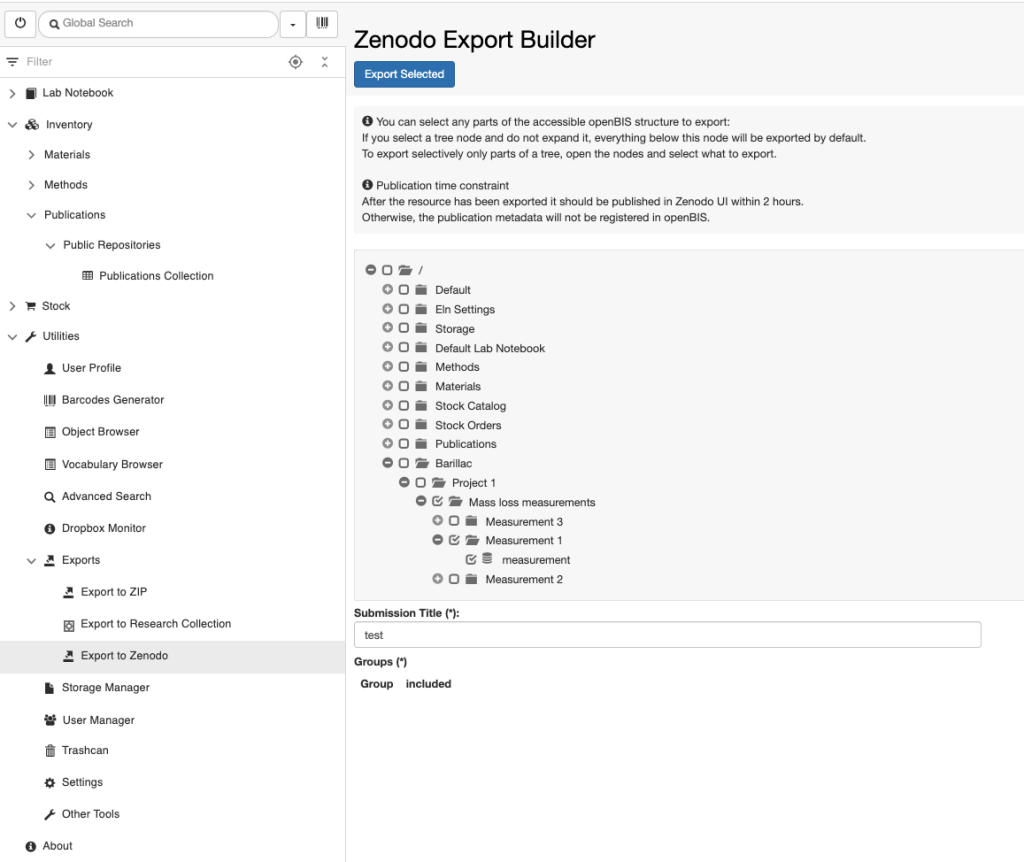 Global Search
Filter
Lab Notebook
Inventory
Materials
Methods
Publications
Public Repositories
Publications Collection
Stock
Utilities
User Profile
Barcodes Generator
Object Browser
Vocabulary Browser
Advanced Search
Dropbox Monitor
Exports
Export to ZIP
Export to Research Collection
Export to Zenodo
Storage Manager
User Manager
Trashcan
Settings
Other Tools
About
Zenodo Export Builder
Export Selected
You can select any parts of the accessible openBIS structure to export:
If you select a tree node and do not expand it, everything below this node will be exported by default.
To export selectively only parts of a tree, open the nodes and select what to export.
Publication time constraint
After the resource has been exported it should be published in Zenodo UI within 2 hours.
Otherwise, the publication metadata will not be registered in openBIS.
/
Default
Eln Settings
Storage
Default Lab Notebook
Methods
Materials
Stock Catalog
Stock Orders
Publications
Barillac
Project 1
Mass loss measurements
Measurement 3
Measurement 1
measurement
Measurement 2
Submission Title (*):
test
Groups (*)
Group included